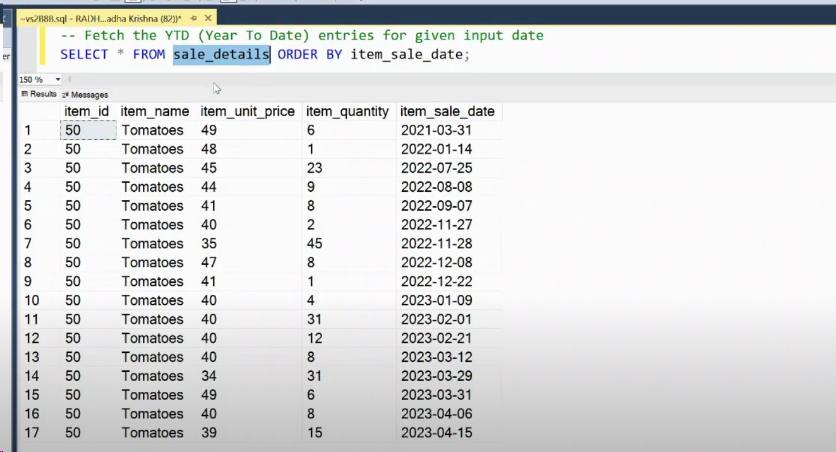 ~vs2B8B.sql - RADH...adha Krishna (82))*
-- Fetch the YTD (Year To Date) entries for given input date
SELECT * FROM sale_details ORDER BY item_sale_date;
150 %
Results Messages
item_id item_name item_unit_price item_quantity item_sale_date
1 50 Tomatoes 49 6 2021-03-31
2 50 Tomatoes 48 1 2022-01-14
3 50 Tomatoes 45 23 2022-07-25
4 50 Tomatoes 44 9 2022-08-08
5 50 Tomatoes 41 8 2022-09-07
6 50 Tomatoes 40 2 2022-11-27
7 50 Tomatoes 35 45 2022-11-28
8 50 Tomatoes 47 8 2022-12-08
9 50 Tomatoes 41 1 2022-12-22
10 50 Tomatoes 40 4 2023-01-09
11 50 Tomatoes 40 31 2023-02-01
12 50 Tomatoes 40 12 2023-02-21
13 50 Tomatoes 40 8 2023-03-12
14 50 Tomatoes 34 31 2023-03-29
15 50 Tomatoes 49 6 2023-03-31
16 50 Tomatoes 40 8 2023-04-06
17 50 Tomatoes 39 15 2023-04-15